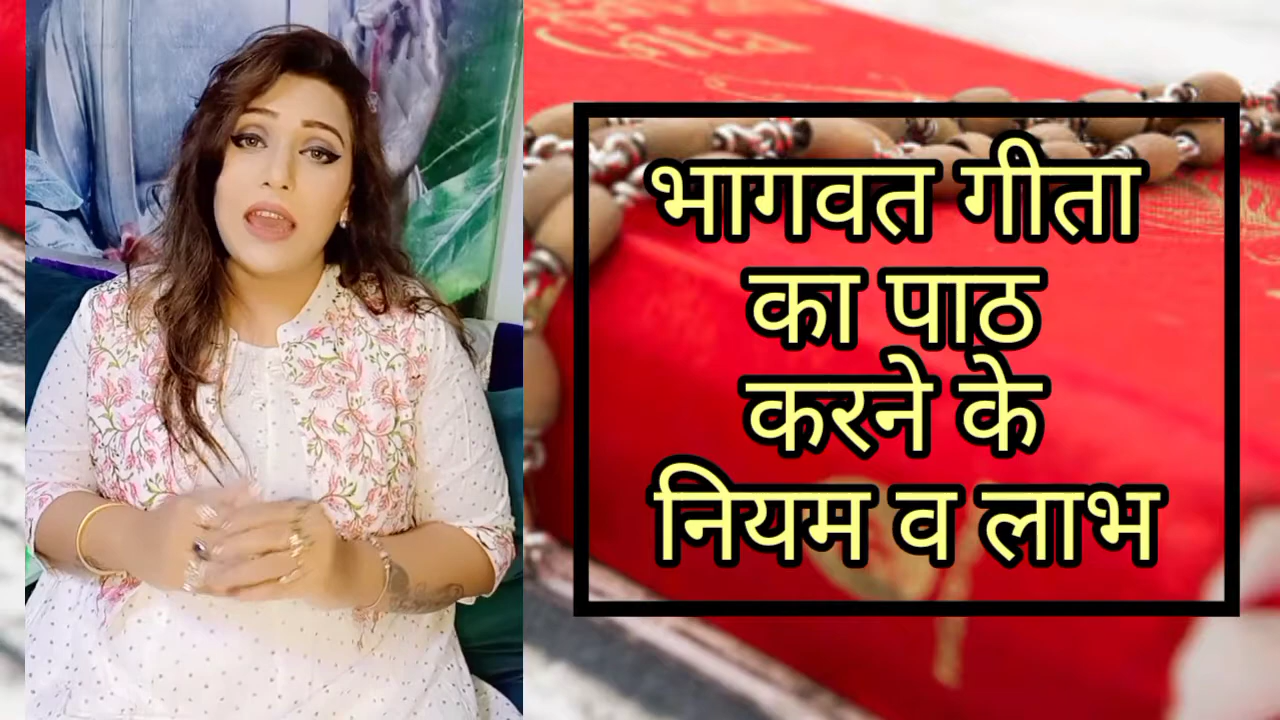 भागवत गीता
का पाठ
करने के
नियम व लाभ